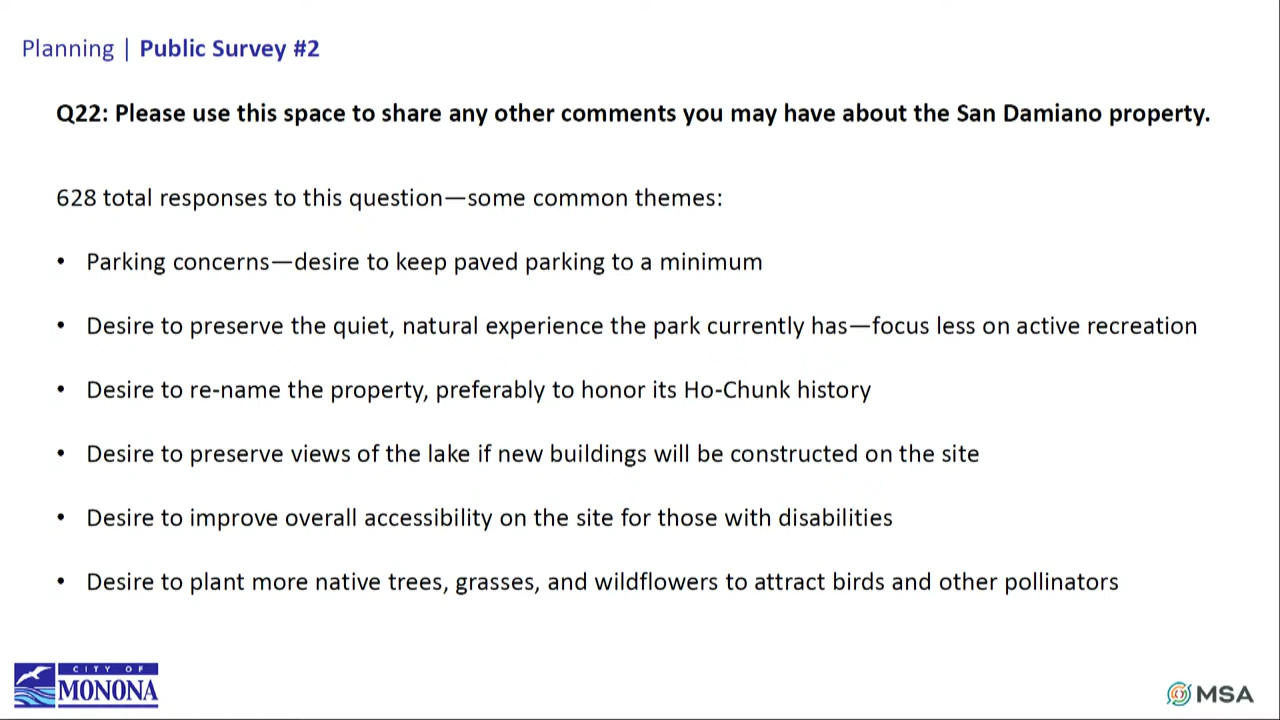 Planning | Public Survey #2
Q22: Please use this space to share any other comments you may have about the San Damiano property.
628 total responses to this question—some common themes:
• Parking concerns—desire to keep paved parking to a minimum
• Desire to preserve the quiet, natural experience the park currently has—focus less on active recreation
• Desire to re-name the property, preferably to honor its Ho-Chunk history
• Desire to preserve views of the lake if new buildings will be constructed on the site
• Desire to improve overall accessibility on the site for those with disabilities
• Desire to plant more native trees, grasses, and wildflowers to attract birds and other pollinators
CITY OF
MONONA
MSA